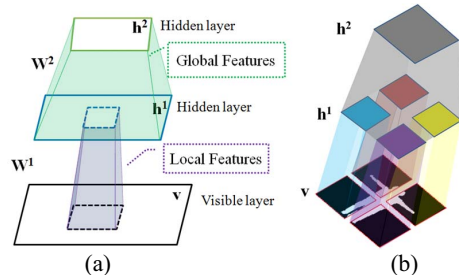 h²
Hidden layer
W²
Global Features
h¹
Hidden layer
W¹
Local Features
v
Visible layer
(a)
h²
h¹
v
(b)